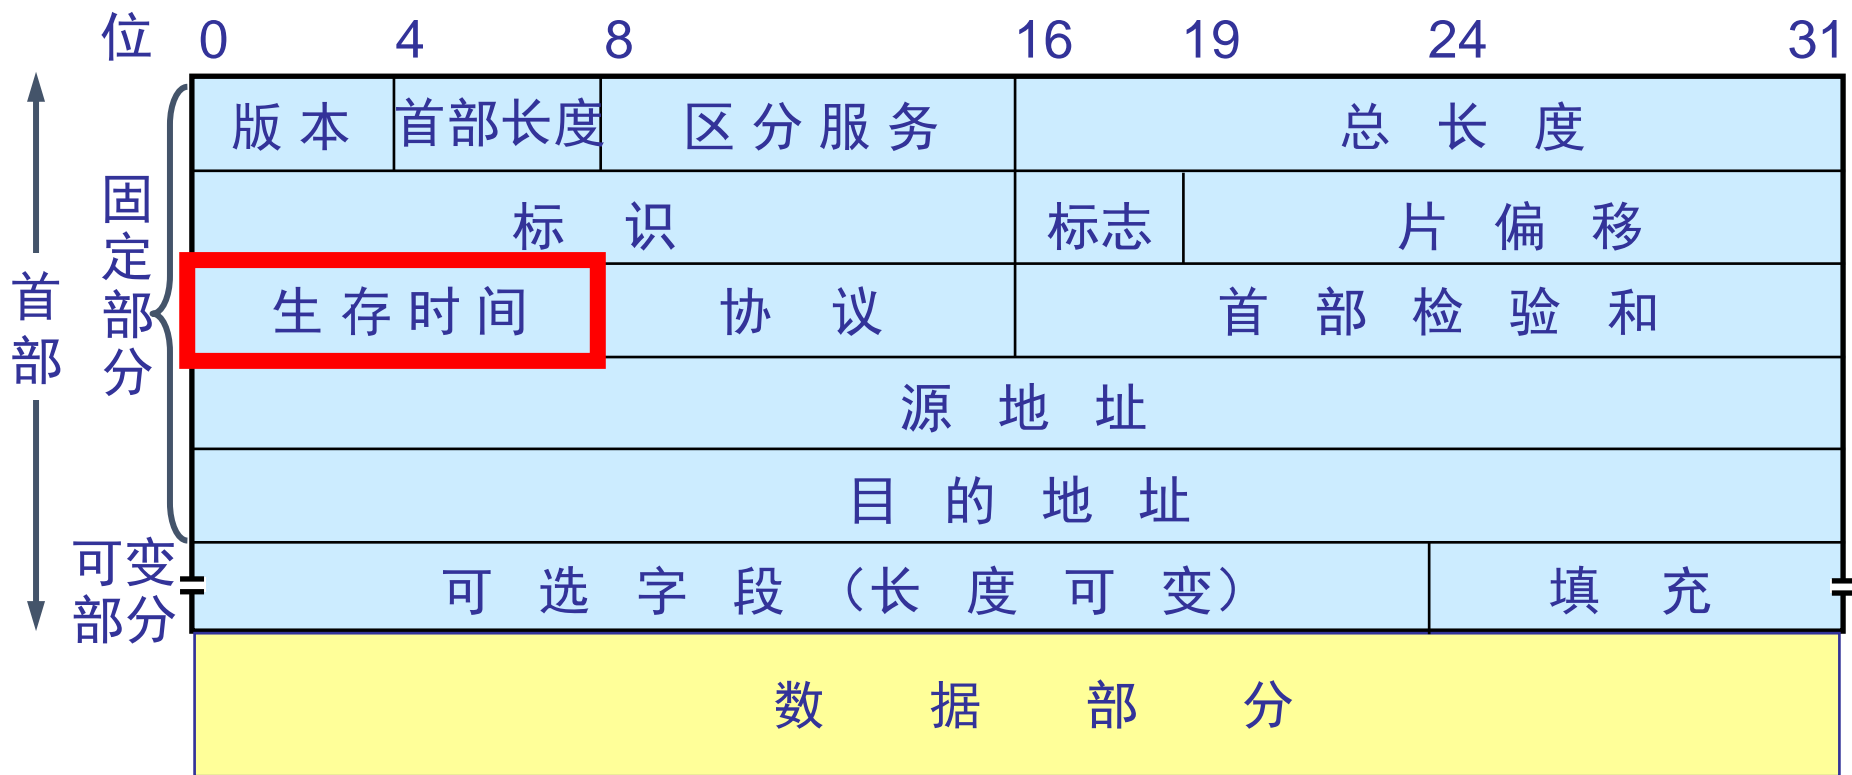 位 0 4 8 16 19 24 31
版本 首部长度 区分服务 总长度
标识 标志 片偏移
生存时间 协议 首部检验和
源地址
目的地址
可选字段（长度可变） 填充
数据部分
首部
固定部分
可变
部分